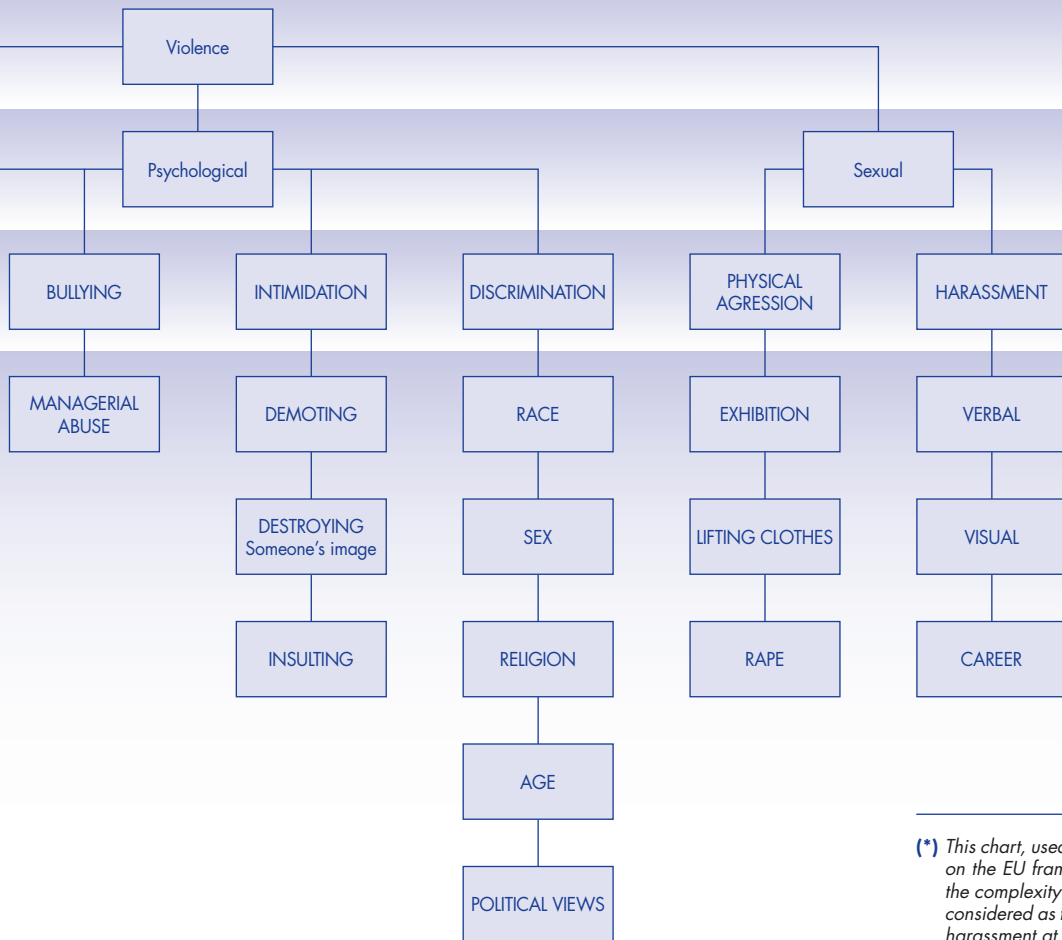 Violence
Psychological
Sexual
BULLYING
INTIMIDATION
DISCRIMINATION
PHYSICAL
AGRESSION
HARASSMENT
MANAGERIAL
ABUSE
DEMOTING
RACE
EXHIBITION
VERBAL
DESTROYING
Someone's image
SEX
LIFTING CLOTHES
VISUAL
INSULTING
RELIGION
RAPE
CAREER
AGE
POLITICAL VIEWS
(*) This chart, used
on the EU fram
the complexity
considered as
harassment at